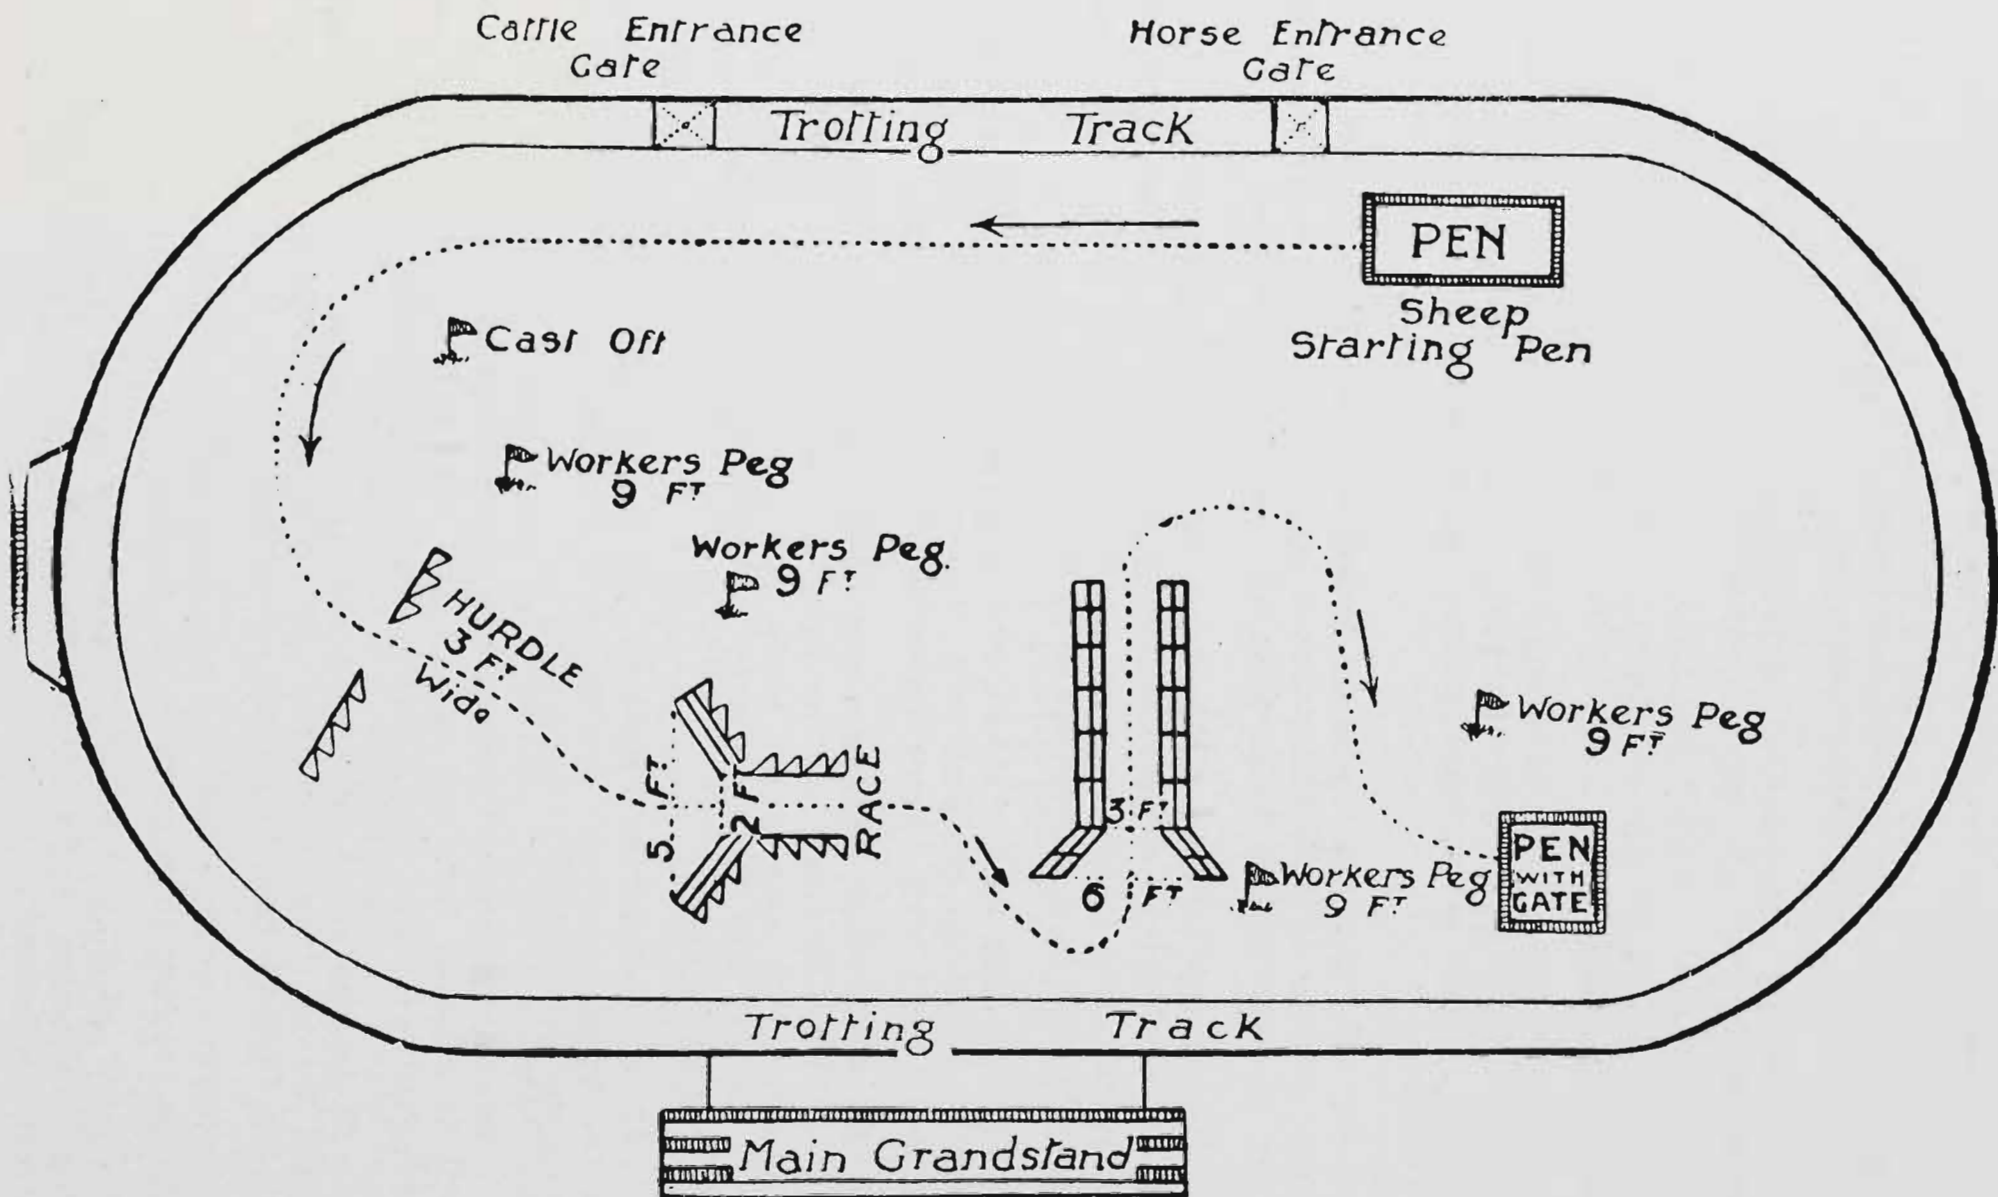 Cattle Entrance
Gate
Horse Entrance
Gate
Trotting Track
PEN
Sheep
Starting Pen
Cast Off
Workers Peg
9 FT
Workers Peg.
9 FT
HURDLE
3 FT
Wide
5 FT
2 FT
RACE
3 FT
6 FT
Workers Peg
9 FT
Workers Peg
9 FT
PEN
WITH
GATE
Trotting Track
Main Grandstand